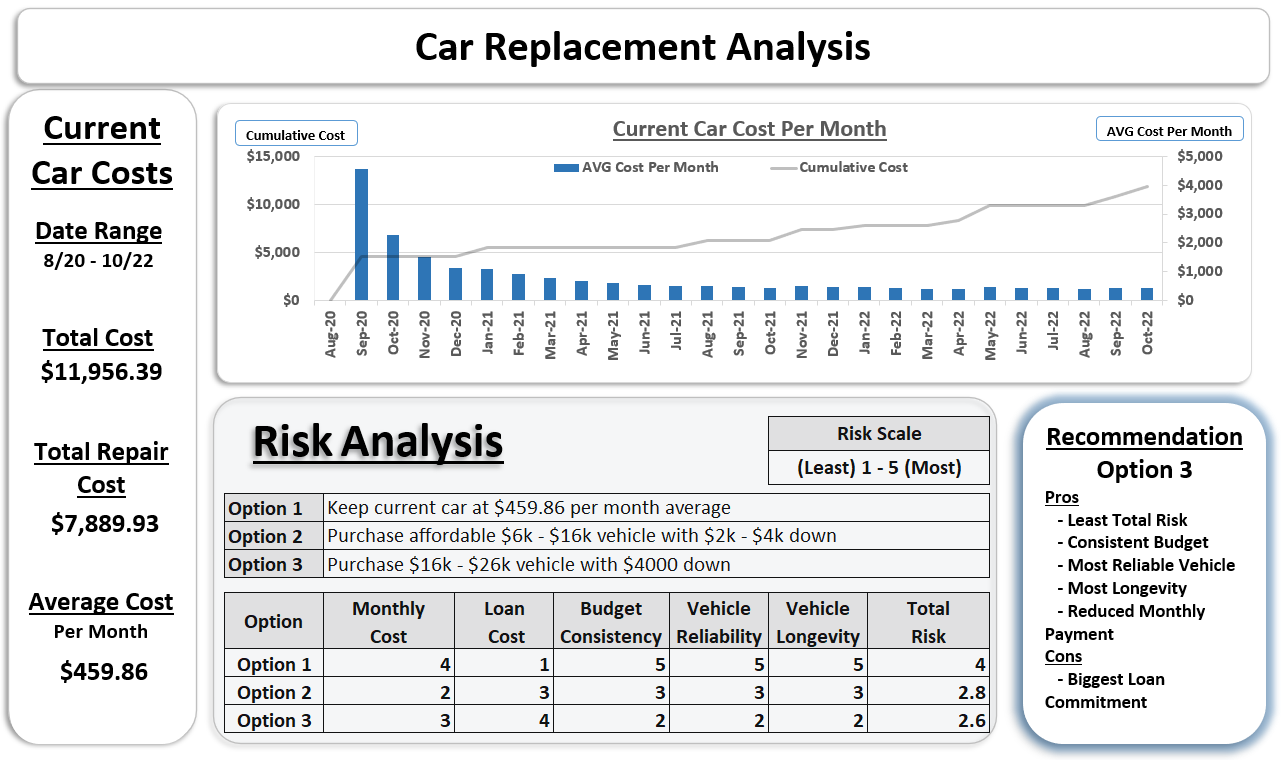 Car Replacement Analysis
Current
Car Costs
Date Range
8/20 - 10/22
Total Cost
$11,956.39
Total Repair
Cost
$7,889.93
Average Cost
Per Month
$459.86
Cumulative Cost
Current Car Cost Per Month
AVG Cost Per Month
AVG Cost Per Month
Cumulative Cost
$15,000
$10,000
$5,000
$0
$5,000
$4,000
$3,000
$2,000
$1,000
$0
Aug-20
Sep-20
Oct-20
Nov-20
Dec-20
Jan-21
Feb-21
Mar-21
Apr-21
May-21
Jun-21
Jul-21
Aug-21
Sep-21
Oct-21
Nov-21
Dec-21
Jan-22
Feb-22
Mar-22
Apr-22
May-22
Jun-22
Jul-22
Aug-22
Sep-22
Oct-22
Risk Analysis
Risk Scale
(Least) 1 - 5 (Most)
Option 1 Keep current car at $459.86 per month average
Option 2 Purchase affordable $6k - $16k vehicle with $2k - $4k down
Option 3 Purchase $16k - $26k vehicle with $4000 down
Option
Monthly
Cost
Loan
Cost
Budget
Consistency
Vehicle
Reliability
Vehicle
Longevity
Total
Risk
Option 1 4 1 5 5 5 4
Option 2 2 3 3 3 3 2.8
Option 3 3 4 2 2 2 2.6
Recommendation
Option 3
Pros
- Least Total Risk
- Consistent Budget
- Most Reliable Vehicle
- Most Longevity
- Reduced Monthly
Payment
Cons
- Biggest Loan
Commitment